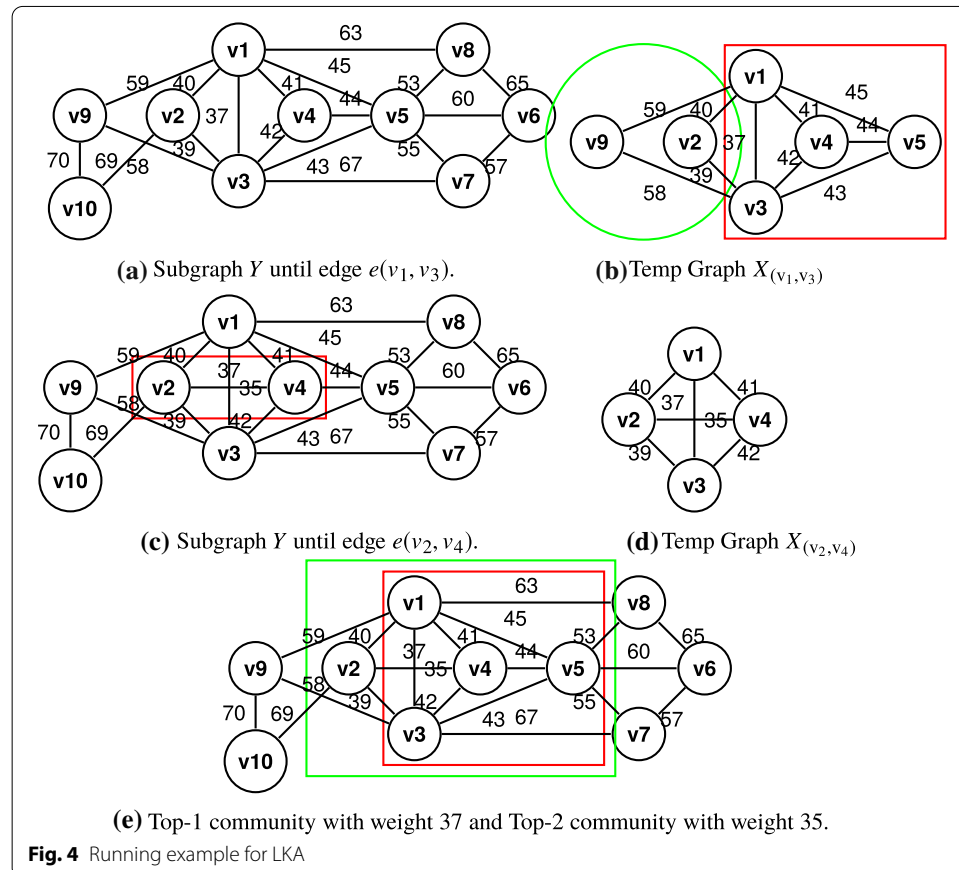 63
v1
v8
45
59
40
41
53
65
44
60
v9
v2
37
v4
v5
v6
42
39
70
69
58
55
57
43
67
v3
v7
v10
(a) Subgraph Y until edge e(v1, v3).
v1
45
59
40
41
44
v9
v2
37
v4
v5
42
39
58
43
v3
(b) Temp Graph X(v1,v3)
63
v1
v8
45
59
40
41
53
65
37
44
60
v9
v2
35
v4
v5
v6
58
39
42
55
70
69
43
67
57
v3
v7
v10
(c) Subgraph Y until edge e(v2, v4).
v1
40
41
37
v2
35
v4
39
42
v3
(d) Temp Graph X(v2,v4)
63
v1
v8
45
59
40
41
53
65
37
44
60
v9
v2
35
v4
v5
v6
58
39
42
55
70
69
43
67
57
v3
v7
v10
(e) Top-1 community with weight 37 and Top-2 community with weight 35.
Fig. 4 Running example for LKA